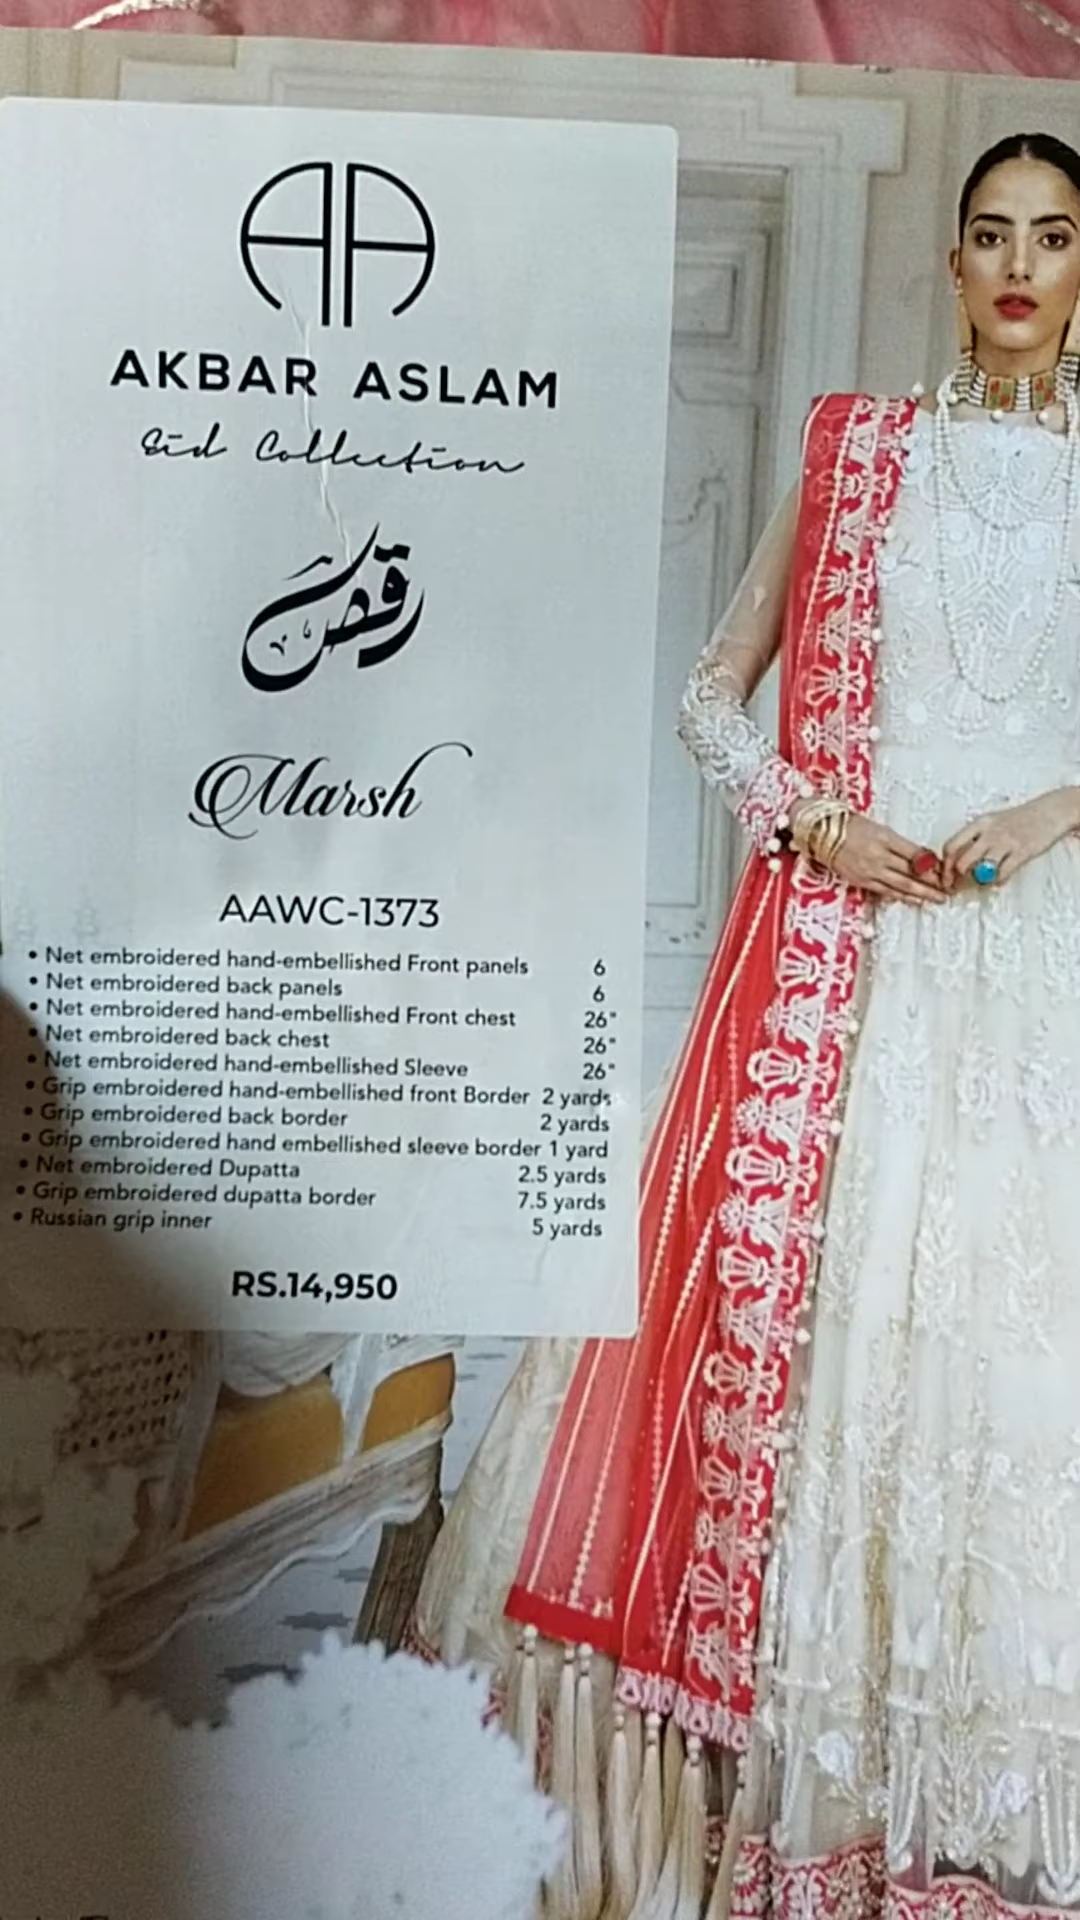 AKBAR ASLAM
Eid Collection
رقص
Marsh
AAWC-1373
• Net embroidered hand-embellished Front panels 6
• Net embroidered back panels 6
• Net embroidered hand-embellished Front chest 26"
• Net embroidered back chest 26"
• Net embroidered hand-embellished Sleeve 26"
• Grip embroidered hand-embellished front Border 2 yards
• Grip embroidered back border 2 yards
• Grip embroidered hand embellished sleeve border 1 yard
• Net embroidered Dupatta 2.5 yards
• Grip embroidered dupatta border 7.5 yards
• Russian grip inner 5 yards
RS.14,950